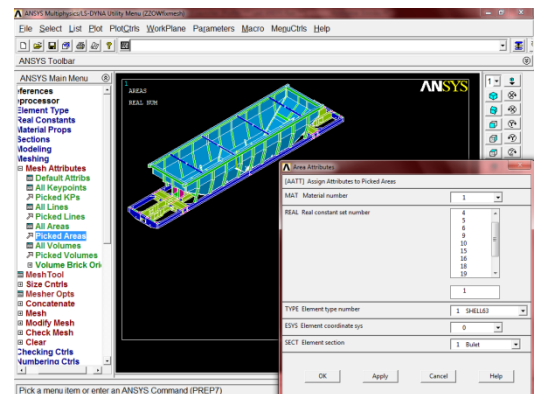 ANSYS Multiphysics/LS-DYNA Utility Menu (ZZOWfixmesh)
File Select List Plot PlotCtrls WorkPlane Parameters Macro MenuCtrls Help
ANSYS Toolbar
ANSYS Main Menu
eferences
eprocessor
Element Type
Real Constants
Material Props
Sections
Modeling
Meshing
Mesh Attributes
Default Attribs
All Keypoints
Picked KPs
All Lines
Picked Lines
All Areas
Picked Areas
All Volumes
Picked Volumes
Volume Brick Ori
MeshTool
Size Cntrls
Mesher Opts
Concatenate
Mesh
Modify Mesh
Check Mesh
Clear
Checking Ctrls
Numbering Ctrls
1
AREAS
REAL NUM
ANSYS
1
Area Attributes
[AATT] Assign Attributes to Picked Areas
MAT Material number
1
REAL Real constant set number
4
5
6
9
10
15
16
18
19
1
TYPE Element type number
1 SHELL63
ESYS Element coordinate sys
0
SECT Element section
1 Bulet
OK Apply Cancel Help
Pick a menu item or enter an ANSYS Command (PREP7)